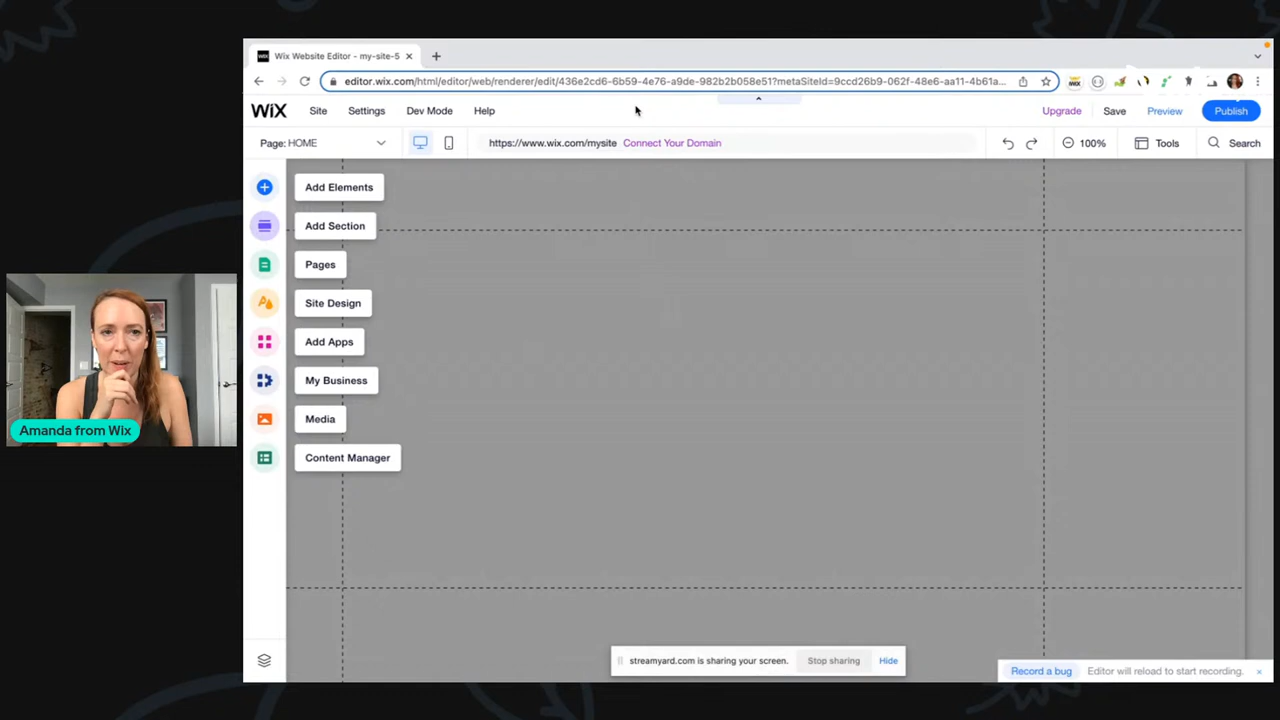 Wix Website Editor - my-site-5
editor.wix.com/html/editor/web/renderer/edit/436e2cd6-6b59-4e76-a9de-982b2b058e51?metaSiteId=9ccd26b9-062f-48e6-aa11-4b61a...
WiX Site Settings Dev Mode Help Upgrade Save Preview Publish
Page: HOME https://www.wix.com/mysite Connect Your Domain 100% Tools Search
Add Elements
Add Section
Pages
Site Design
Add Apps
My Business
Media
Content Manager
Amanda from Wix
streamyard.com is sharing your screen. Stop sharing Hide
Record a bug Editor will reload to start recording.